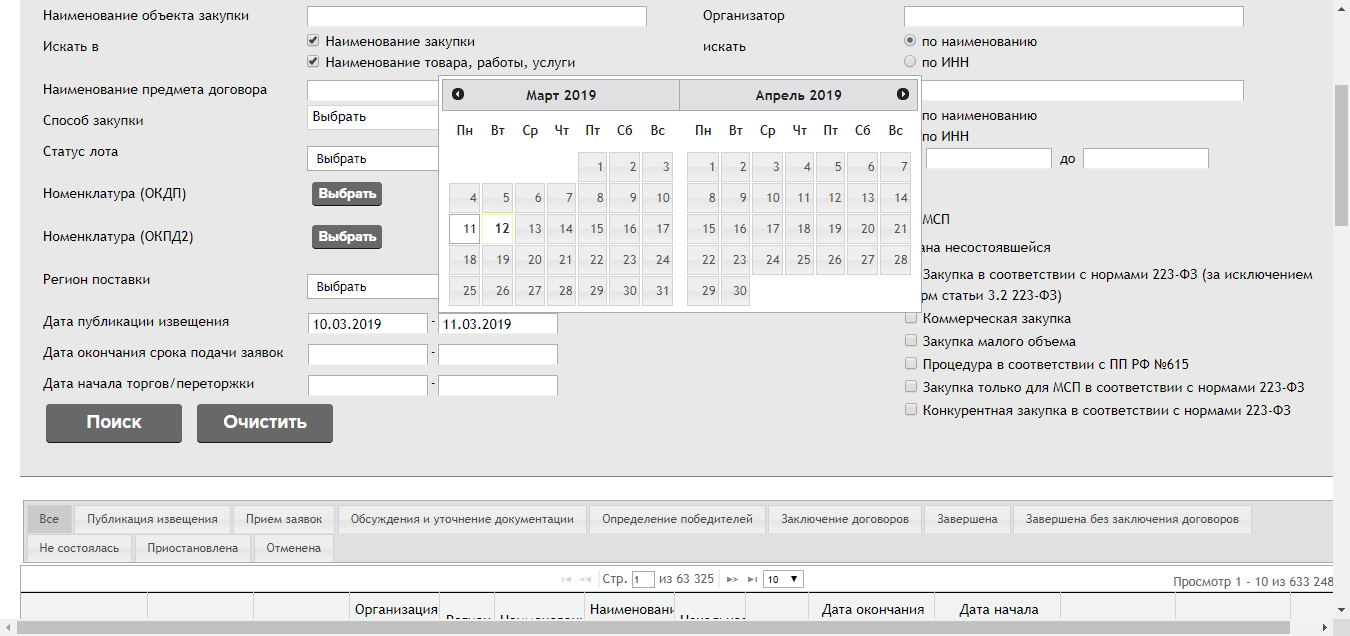 Наименование объекта закупки
Организатор
Искать в
Наименование закупки
искать
по наименованию
Наименование товара, работы, услуги
по ИНН
Наименование предмета договора
Март 2019
Апрель 2019
Способ закупки
Выбрать
по наименованию
по ИНН
Пн Вт Ср Чт Пт Сб Вс
Пн Вт Ср Чт Пт Сб Вс
Статус лота
Выбрать
до
1 2 3
1 2 3 4 5 6 7
Номенклатура (ОКДП)
Выбрать
4 5 6 7 8 9 10
8 9 10 11 12 13 14
МСП
11 12 13 14 15 16 17
15 16 17 18 19 20 21
Номенклатура (ОКПД2)
Выбрать
несостоявшейся
18 19 20 21 22 23 24
22 23 24 25 26 27 28
Регион поставки
Выбрать
Закупка в соответствии с нормами 223-ФЗ (за исключением
рм статьи 3.2 223-ФЗ)
25 26 27 28 29 30 31
29 30
Дата публикации извещения
10.03.2019 - 11.03.2019
Коммерческая закупка
Закупка малого объема
Дата окончания срока подачи заявок
-
Процедура в соответствии с ПП РФ №615
Дата начала торгов/переторжки
-
Закупка только для МСП в соответствии с нормами 223-ФЗ
Конкурентная закупка в соответствии с нормами 223-ФЗ
Поиск
Очистить
Все
Публикация извещения
Прием заявок
Обсуждения и уточнение документации
Определение победителей
Заключение договоров
Завершена
Завершена без заключения договоров
Не состоялась
Приостановлена
Отменена
Стр. 1 из 63 325
10
Просмотр 1 - 10 из 633 248
Организация
Наименовани
Дата окончания
Дата начала